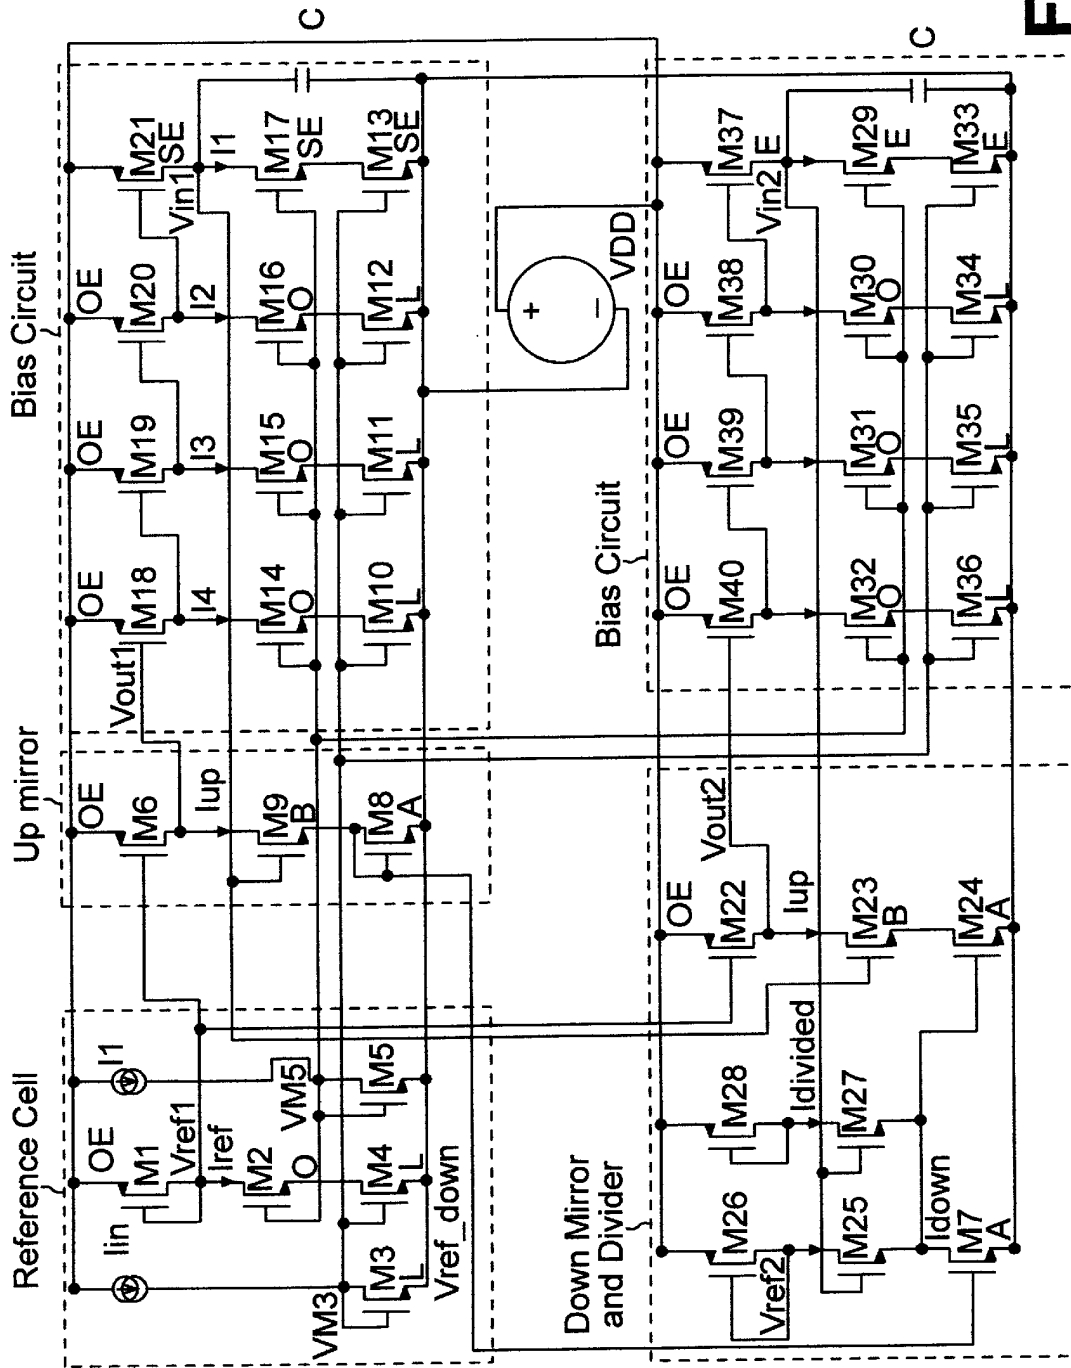 Reference Cell
Up mirror
Bias Circuit
Iin
OE
I1
OE
OE
OE
OE
M1
M6
M18
M19
M20
M21
SE
Vref1
Vout1
Vin1
Iref
Iup
I4
I3
I2
I1
C
M2
O
VM5
M9
B
M14
O
M15
O
M16
O
M17
SE
VM3
M3
L
M4
L
M5
M8
A
M10
L
M11
L
M12
L
M13
SE
Vref_down
VDD
+
–
Down Mirror
and Divider
Bias Circuit
OE
OE
OE
OE
M26
M28
M22
M40
M39
M38
M37
E
Vref2
Vout2
Vin2
Idivided
Iup
C
M25
M27
M23
B
M32
O
M31
O
M30
O
M29
E
Idown
M7
A
M24
A
M36
L
M35
L
M34
L
M33
E
F